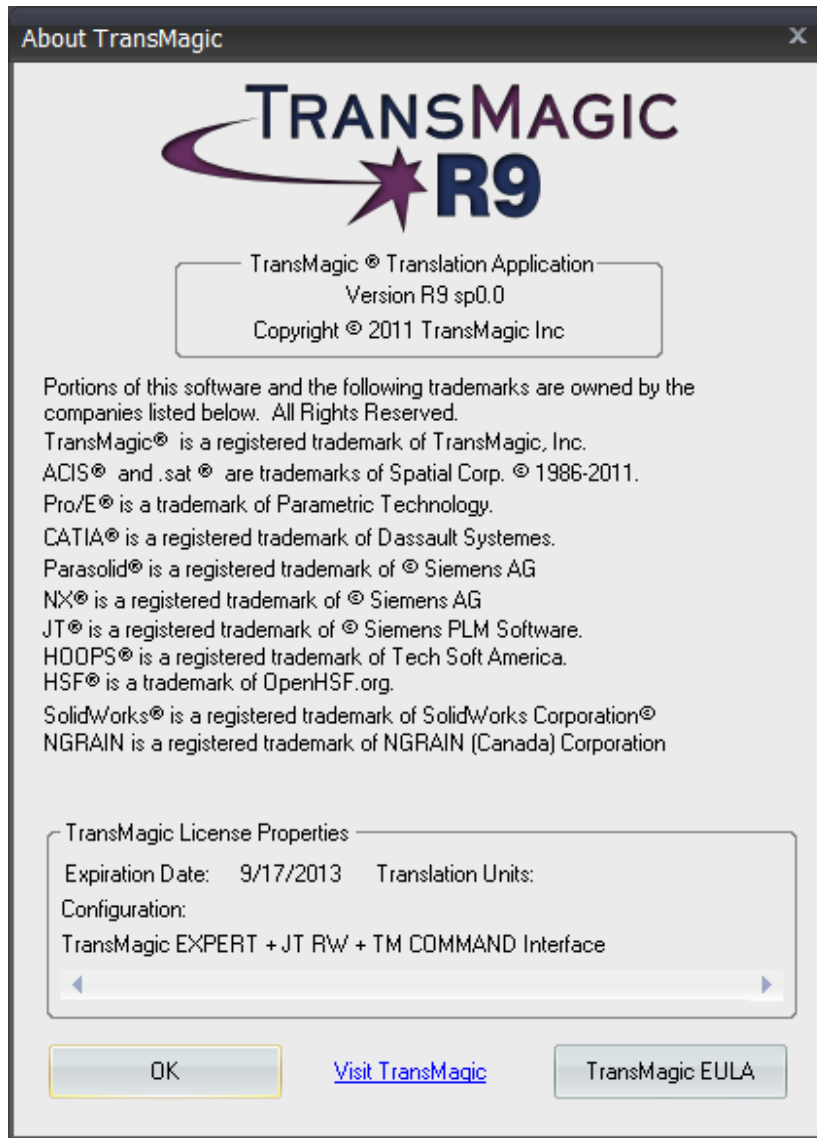 About TransMagic x
TRANSMAGIC
R9
TransMagic ® Translation Application
Version R9 sp0.0
Copyright © 2011 TransMagic Inc
Portions of this software and the following trademarks are owned by the
companies listed below.  All Rights Reserved.
TransMagic®  is a registered trademark of TransMagic, Inc.
ACIS®  and .sat ®  are trademarks of Spatial Corp. © 1986-2011.
Pro/E® is a trademark of Parametric Technology.
CATIA® is a registered trademark of Dassault Systemes.
Parasolid® is a registered trademark of © Siemens AG
NX® is a registered trademark of © Siemens AG
JT® is a registered trademark of © Siemens PLM Software.
HOOPS® is a registered trademark of Tech Soft America.
HSF® is a trademark of OpenHSF.org.
SolidWorks® is a registered trademark of SolidWorks Corporation©
NGRAIN is a registered trademark of NGRAIN (Canada) Corporation
TransMagic License Properties
Expiration Date: 9/17/2013 Translation Units:
Configuration:
TransMagic EXPERT + JT RW + TM COMMAND Interface
OK Visit TransMagic TransMagic EULA